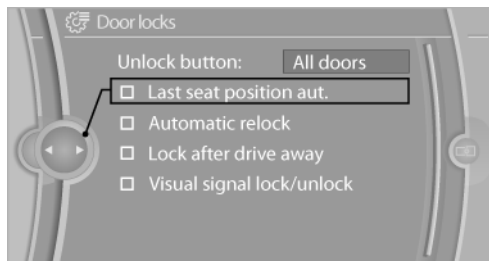 Door locks
Unlock button: All doors
Last seat position aut.
Automatic relock
Lock after drive away
Visual signal lock/unlock